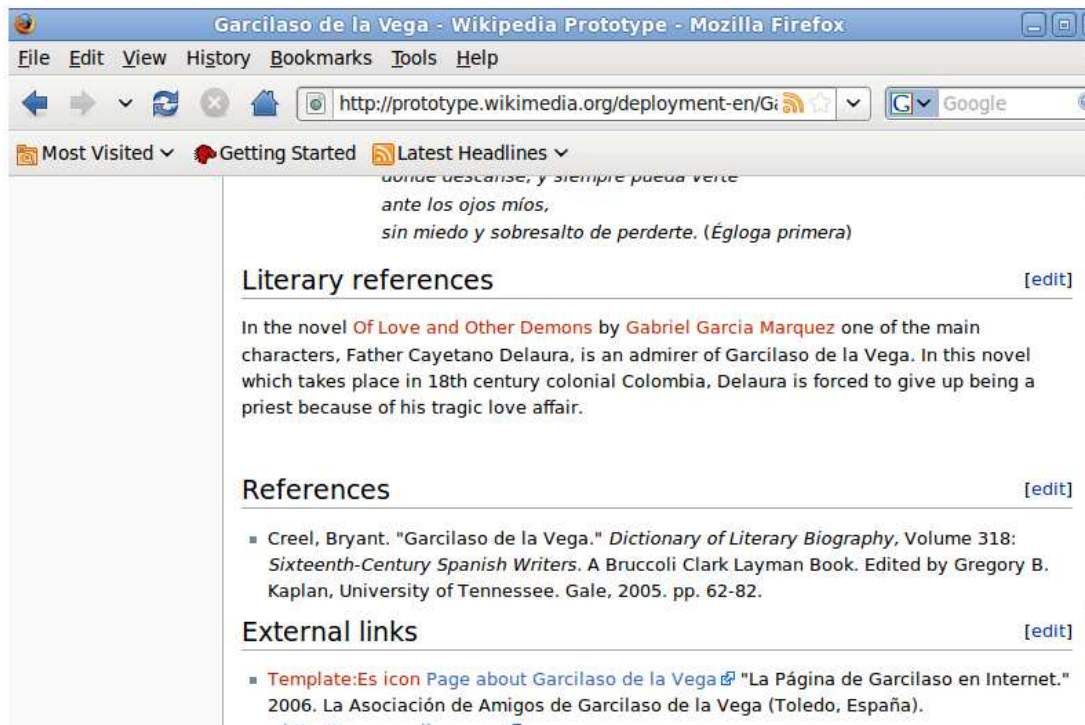 Garcilaso de la Vega - Wikipedia Prototype - Mozilla Firefox
File Edit View History Bookmarks Tools Help
http://prototype.wikimedia.org/deployment-en/Ga Google
Most Visited Getting Started Latest Headlines
donde descanse, y siempre pueda verte
ante los ojos míos,
sin miedo y sobresalto de perderte. (Égloga primera)
Literary references [edit]
In the novel Of Love and Other Demons by Gabriel Garcia Marquez one of the main
characters, Father Cayetano Delaura, is an admirer of Garcilaso de la Vega. In this novel
which takes place in 18th century colonial Colombia, Delaura is forced to give up being a
priest because of his tragic love affair.
References [edit]
Creel, Bryant. "Garcilaso de la Vega." Dictionary of Literary Biography, Volume 318:
Sixteenth-Century Spanish Writers. A Bruccoli Clark Layman Book. Edited by Gregory B.
Kaplan, University of Tennessee. Gale, 2005. pp. 62-82.
External links [edit]
Template:Es icon Page about Garcilaso de la Vega "La Página de Garcilaso en Internet."
2006. La Asociación de Amigos de Garcilaso de la Vega (Toledo, España).